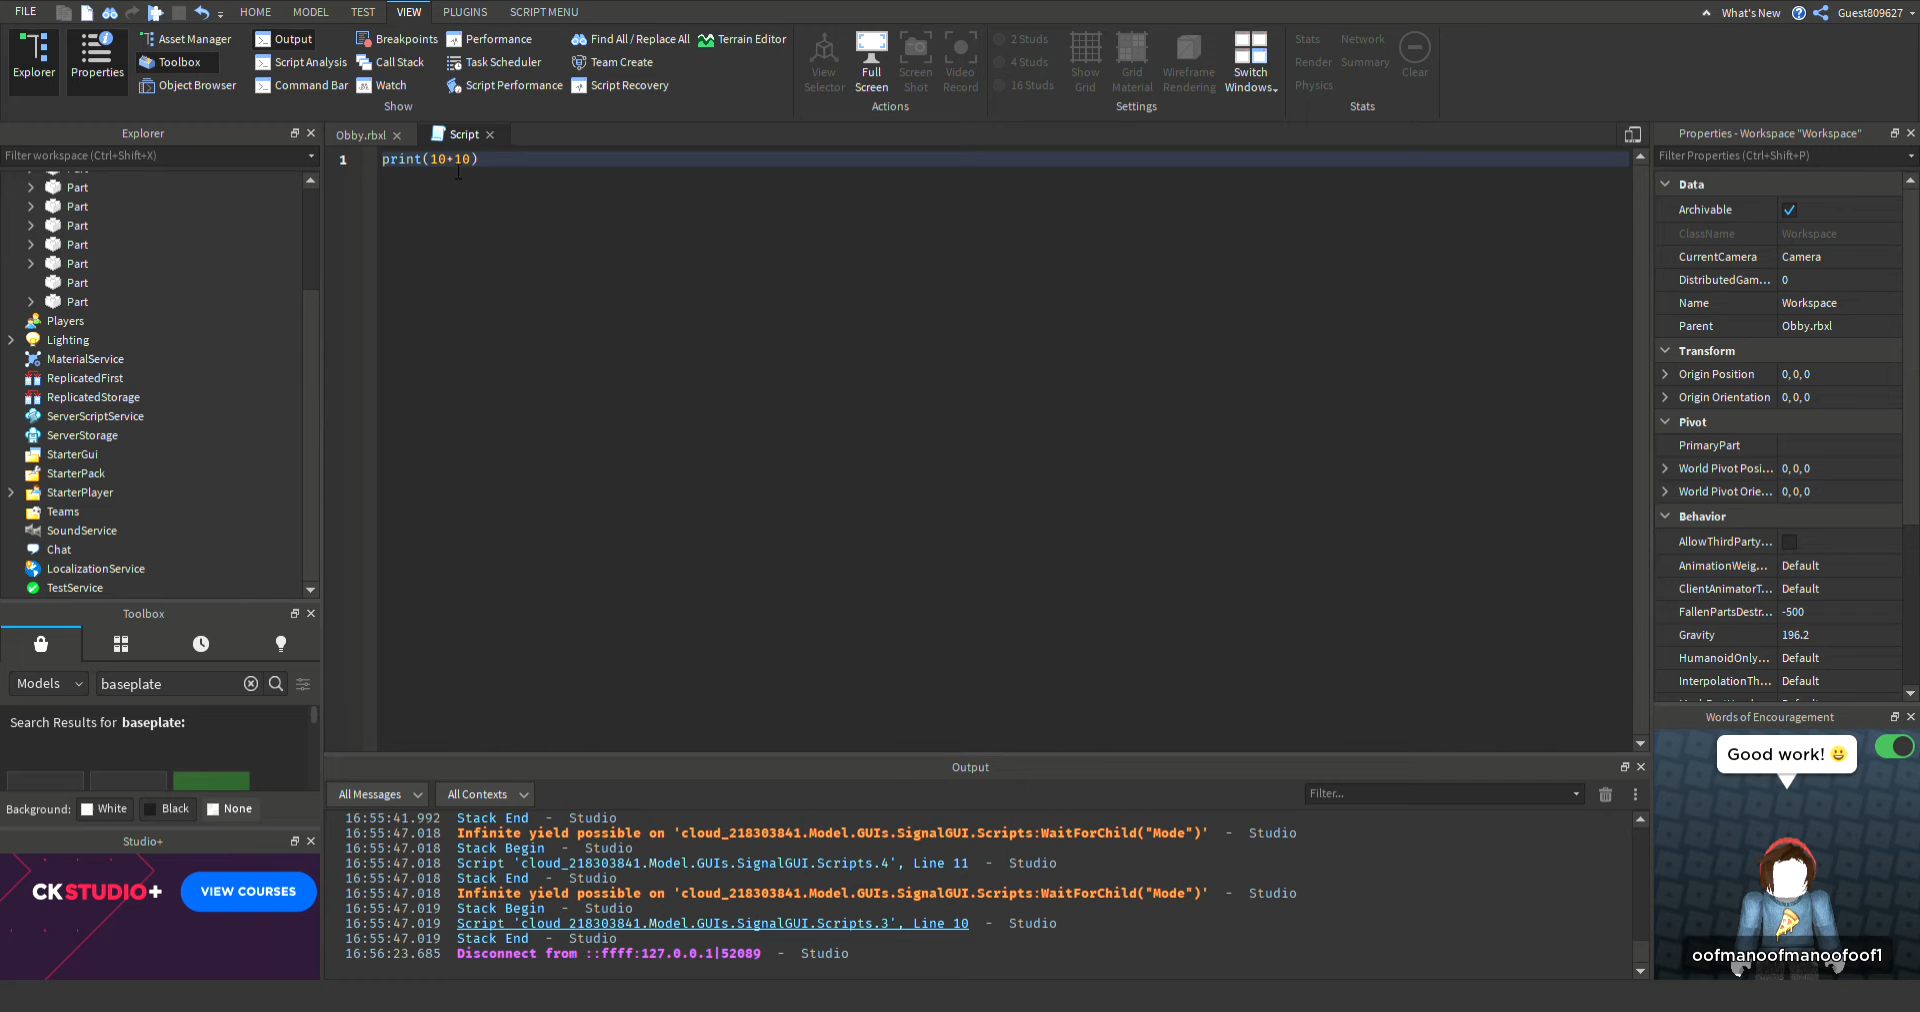 FILE HOME MODEL TEST VIEW PLUGINS SCRIPT MENU What's New Guest809627
Explorer
Properties
Asset Manager
Toolbox
Object Browser
Output
Script Analysis
Command Bar
Breakpoints
Call Stack
Watch
Performance
Task Scheduler
Script Performance
Find All / Replace All
Team Create
Script Recovery
Terrain Editor
Show
View
Selector
Full
Screen
Screen
Shot
Video
Record
Actions
2 Studs
4 Studs
16 Studs
Show
Grid
Grid
Material
Wireframe
Rendering
Switch
Windows
Settings
Stats
Render
Physics
Network
Summary
Clear
Stats
Explorer
Filter workspace (Ctrl+Shift+X)
Part
Part
Part
Part
Part
Part
Part
Players
Lighting
MaterialService
ReplicatedFirst
ReplicatedStorage
ServerScriptService
ServerStorage
StarterGui
StarterPack
StarterPlayer
Teams
SoundService
Chat
LocalizationService
TestService
Toolbox
Models baseplate
Search Results for baseplate:
Background: White Black None
Studio+
CKSTUDIO+ VIEW COURSES
Obby.rbxl Script
1 print(10+10)
Output
All Messages All Contexts Filter...
16:55:41.992 Stack End - Studio
16:55:47.018 Infinite yield possible on 'cloud_218303841.Model.GUIs.SignalGUI.Scripts:WaitForChild("Mode")' - Studio
16:55:47.018 Stack Begin - Studio
16:55:47.018 Script 'cloud_218303841.Model.GUIs.SignalGUI.Scripts.4', Line 11 - Studio
16:55:47.018 Stack End - Studio
16:55:47.018 Infinite yield possible on 'cloud_218303841.Model.GUIs.SignalGUI.Scripts:WaitForChild("Mode")' - Studio
16:55:47.019 Stack Begin - Studio
16:55:47.019 Script 'cloud_218303841.Model.GUIs.SignalGUI.Scripts.3', Line 10 - Studio
16:55:47.019 Stack End - Studio
16:56:23.685 Disconnect from ::ffff:127.0.0.1|52089 - Studio
Properties - Workspace "Workspace"
Filter Properties (Ctrl+Shift+P)
Data
Archivable
ClassName Workspace
CurrentCamera Camera
DistributedGam... 0
Name Workspace
Parent Obby.rbxl
Transform
Origin Position 0, 0, 0
Origin Orientation 0, 0, 0
Pivot
PrimaryPart
World Pivot Posi... 0, 0, 0
World Pivot Orie... 0, 0, 0
Behavior
AllowThirdParty...
AnimationWeig... Default
ClientAnimatorT... Default
FallenPartsDestr... -500
Gravity 196.2
HumanoidOnly... Default
InterpolationTh... Default
Words of Encouragement
Good work! 😀
oofmanoofmanoofoof1